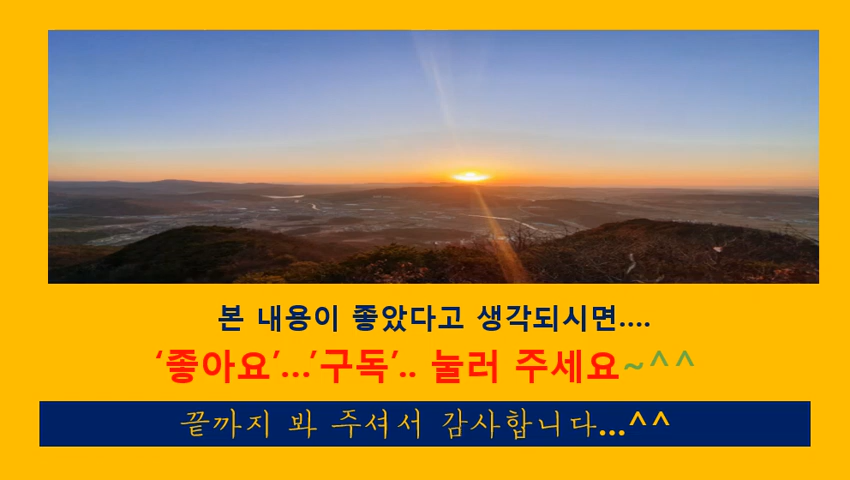 본 내용이 좋았다고 생각되시면....
‘좋아요’...’구독’.. 눌러 주세요~^^
끝까지 봐 주셔서 감사합니다...^^